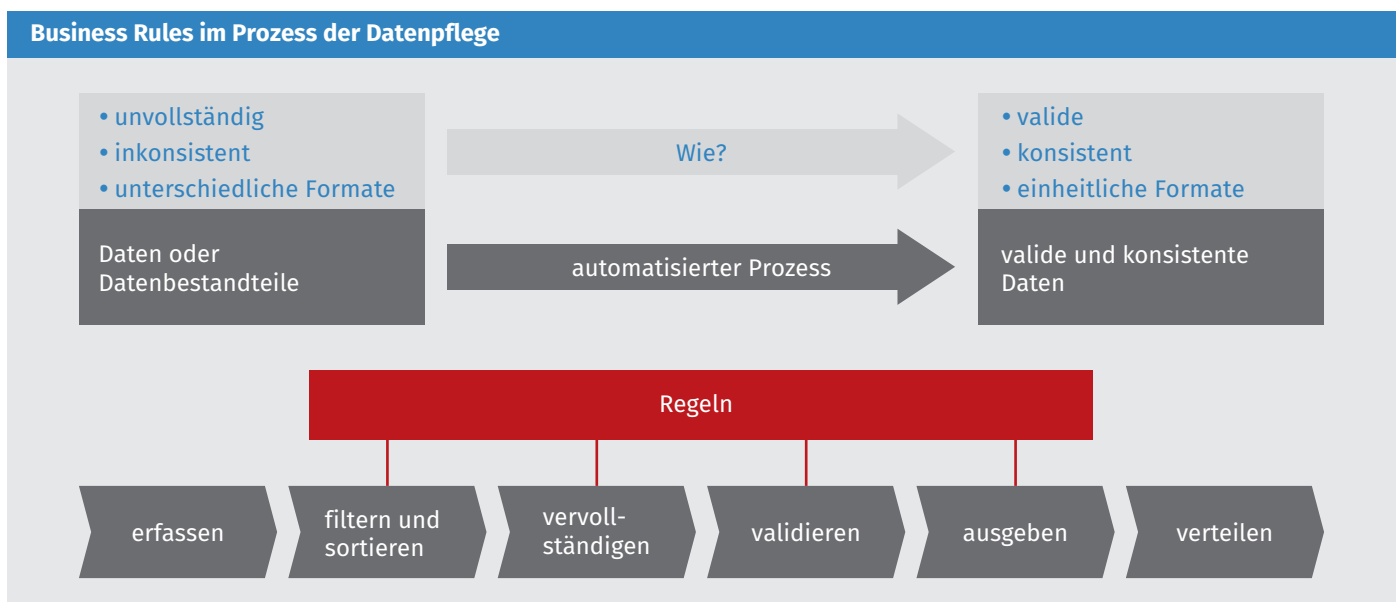 Business Rules im Prozess der Datenpflege
• unvollständig
• inkonsistent
• unterschiedliche Formate
Wie?
• valide
• konsistent
• einheitliche Formate
Daten oder
Datenbestandteile
automatisierter Prozess
valide und konsistente
Daten
Regeln
erfassen
filtern und
sortieren
vervoll-
ständigen
validieren
ausgeben
verteilen